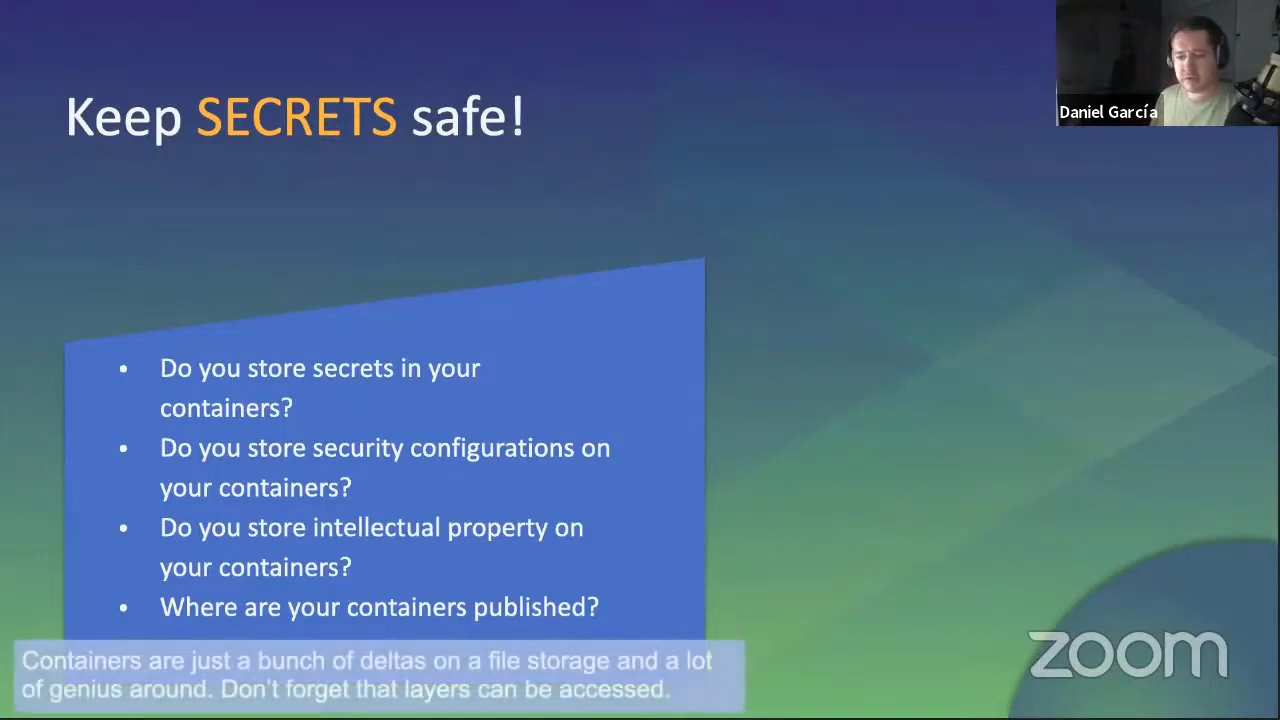 Keep SECRETS safe!
Daniel García
• Do you store secrets in your
containers?
• Do you store security configurations on
your containers?
• Do you store intellectual property on
your containers?
• Where are your containers published?
Containers are just a bunch of deltas on a file storage and a lot
of genius around. Don't forget that layers can be accessed.
zoom